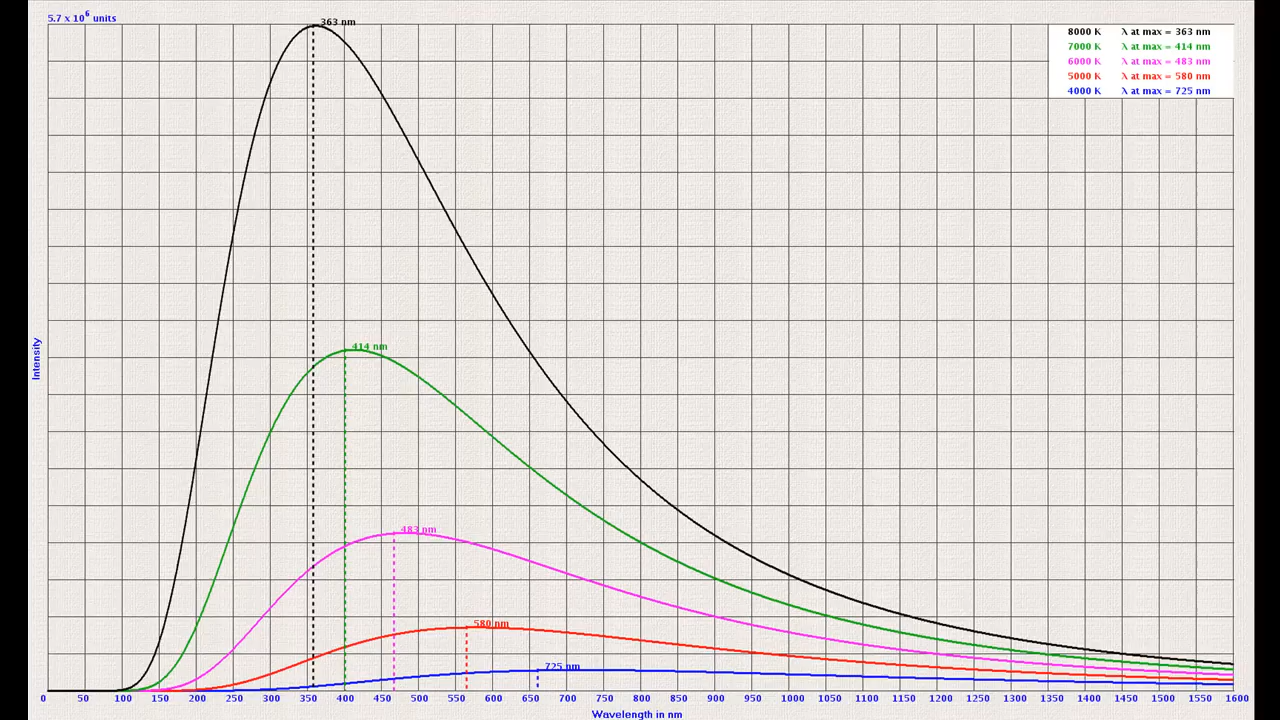 5.7 x 10⁶ units
363 nm
8000 K λ at max = 363 nm
7000 K λ at max = 414 nm
6000 K λ at max = 483 nm
5000 K λ at max = 580 nm
4000 K λ at max = 725 nm
414 nm
Intensity
483 nm
580 nm
725 nm
0 50 100 150 200 250 300 350 400 450 500 550 600 650 700 750 800 850 900 950 1000 1050 1100 1150 1200 1250 1300 1350 1400 1450 1500 1550 1600
Wavelength in nm